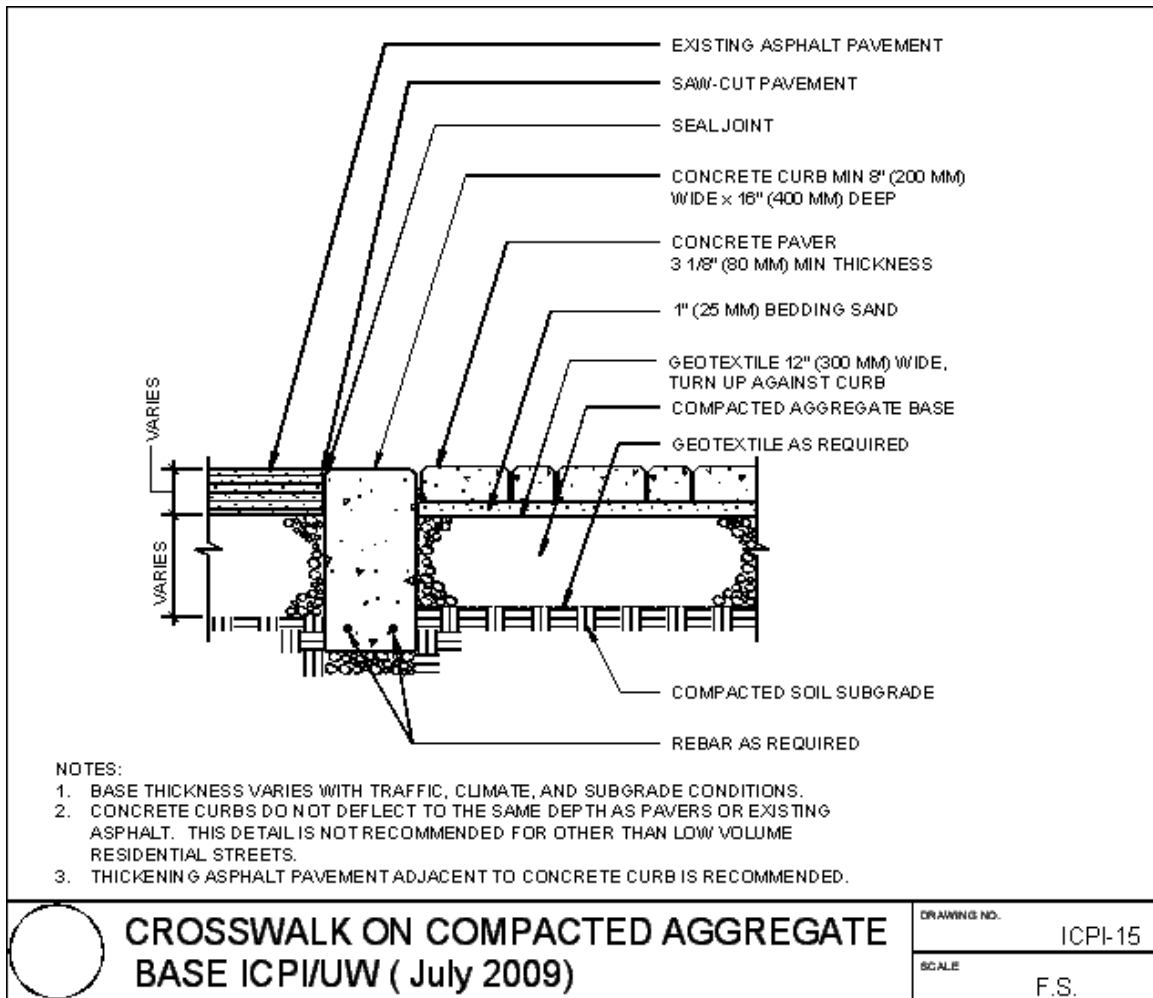 EXISTING ASPHALT PAVEMENT
SAW-CUT PAVEMENT
SEAL JOINT
CONCRETE CURB MIN 8" (200 MM)
WIDE x 16" (400 MM) DEEP
CONCRETE PAVER
3 1/8" (80 MM) MIN THICKNESS
1" (25 MM) BEDDING SAND
GEOTEXTILE 12" (300 MM) WIDE,
TURN UP AGAINST CURB
COMPACTED AGGREGATE BASE
GEOTEXTILE AS REQUIRED
VARIES
VARIES
COMPACTED SOIL SUBGRADE
REBAR AS REQUIRED
NOTES:
1. BASE THICKNESS VARIES WITH TRAFFIC, CLIMATE, AND SUBGRADE CONDITIONS.
2. CONCRETE CURBS DO NOT DEFLECT TO THE SAME DEPTH AS PAVERS OR EXISTING
ASPHALT. THIS DETAIL IS NOT RECOMMENDED FOR OTHER THAN LOW VOLUME
RESIDENTIAL STREETS.
3. THICKENING ASPHALT PAVEMENT ADJACENT TO CONCRETE CURB IS RECOMMENDED.
CROSSWALK ON COMPACTED AGGREGATE
BASE ICPI/UW ( July 2009)
DRAWING NO.
ICPI-15
SCALE
F.S.